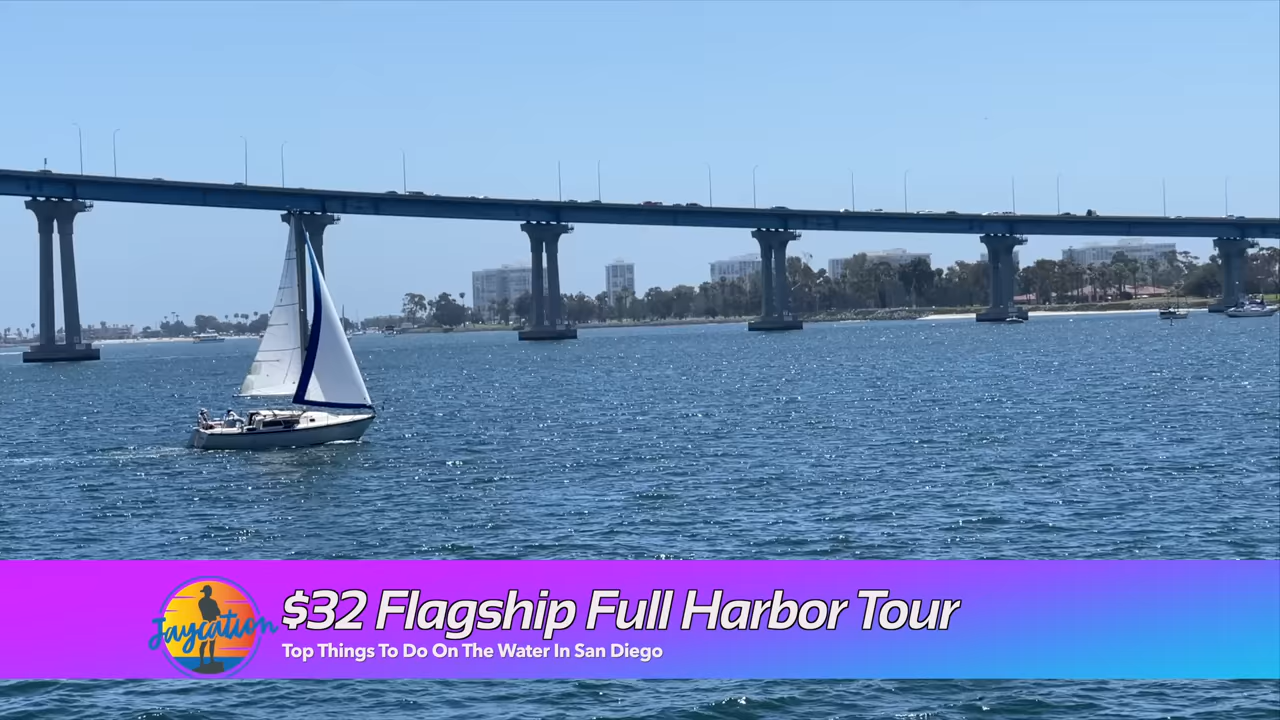 $32 Flagship Full Harbor Tour
Jaycation
Top Things To Do On The Water In San Diego